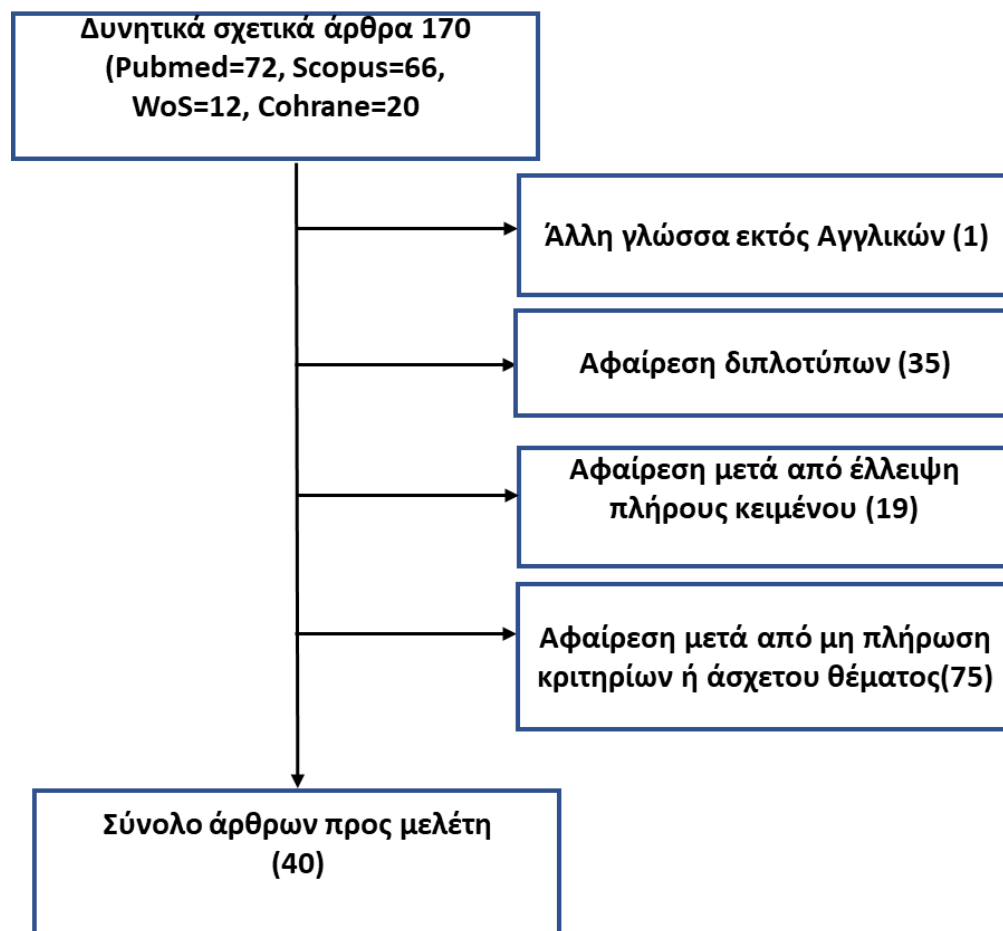 Δυνητικά σχετικά άρθρα 170
(Pubmed=72, Scopus=66,
WoS=12, Cohrane=20
Άλλη γλώσσα εκτός Αγγλικών (1)
Αφαίρεση διπλοτύπων (35)
Αφαίρεση μετά από έλλειψη
πλήρους κειμένου (19)
Αφαίρεση μετά από μη πλήρωση
κριτηρίων ή άσχετου θέματος(75)
Σύνολο άρθρων προς μελέτη
(40)